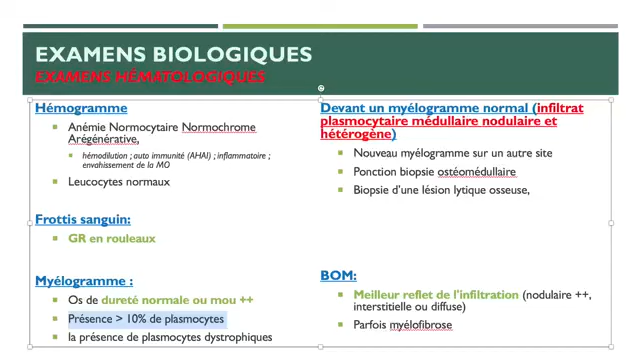 EXAMENS BIOLOGIQUES
EXAMENS HÉMATOLOGIQUES
Hémogramme
Anémie Normocytaire Normochrome
Arégénérative,
hémodilution ; auto immunité (AHAI) ; inflammatoire ;
envahissement de la MO
Leucocytes normaux
Frottis sanguin:
GR en rouleaux
Myélogramme :
Os de dureté normale ou mou ++
Présence > 10% de plasmocytes
la présence de plasmocytes dystrophiques
Devant un myélogramme normal (infiltrat
plasmocytaire médullaire nodulaire et
hétérogène)
Nouveau myélogramme sur un autre site
Ponction biopsie ostéomédullaire
Biopsie d'une lésion lytique osseuse,
BOM:
Meilleur reflet de l'infiltration (nodulaire ++,
interstitielle ou diffuse)
Parfois myélofibrose